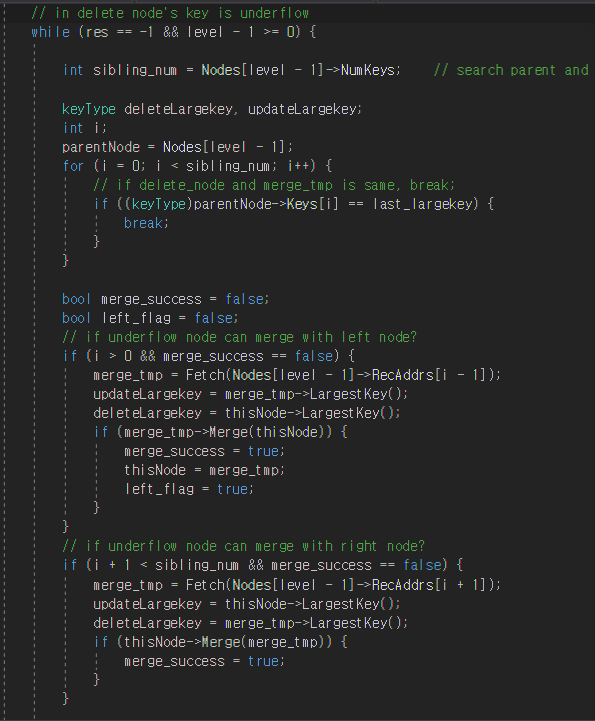 // in delete node's key is underflow
while (res == -1 && level - 1 >= 0) {
int sibling_num = Nodes[level - 1]->NumKeys;    // search parent and
keyType deleteLargekey, updateLargekey;
int i;
parentNode = Nodes[level - 1];
for (i = 0; i < sibling_num; i++) {
// if delete_node and merge_tmp is same, break;
if ((keyType)parentNode->Keys[i] == last_largekey) {
break;
}
}
bool merge_success = false;
bool left_flag = false;
// if underflow node can merge with left node?
if (i > 0 && merge_success == false) {
merge_tmp = Fetch(Nodes[level - 1]->RecAddrs[i - 1]);
updateLargekey = merge_tmp->LargestKey();
deleteLargekey = thisNode->LargestKey();
if (merge_tmp->Merge(thisNode)) {
merge_success = true;
thisNode = merge_tmp;
left_flag = true;
}
}
// if underflow node can merge with right node?
if (i + 1 < sibling_num && merge_success == false) {
merge_tmp = Fetch(Nodes[level - 1]->RecAddrs[i + 1]);
updateLargekey = thisNode->LargestKey();
deleteLargekey = merge_tmp->LargestKey();
if (thisNode->Merge(merge_tmp)) {
merge_success = true;
}
}